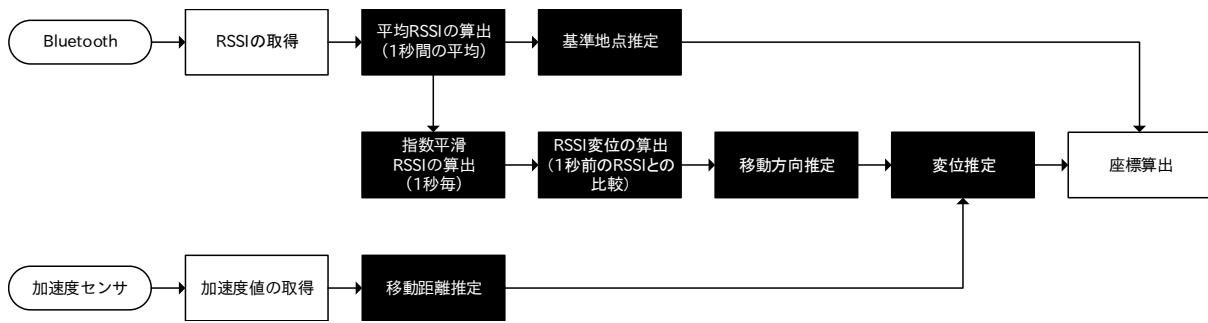 Bluetooth
RSSIの取得
平均RSSIの算出
（1秒間の平均）
基準地点推定
指数平滑
RSSIの算出
（1秒毎）
RSSI変位の算出
（1秒前のRSSIとの
比較）
移動方向推定
変位推定
座標算出
加速度センサ
加速度値の取得
移動距離推定